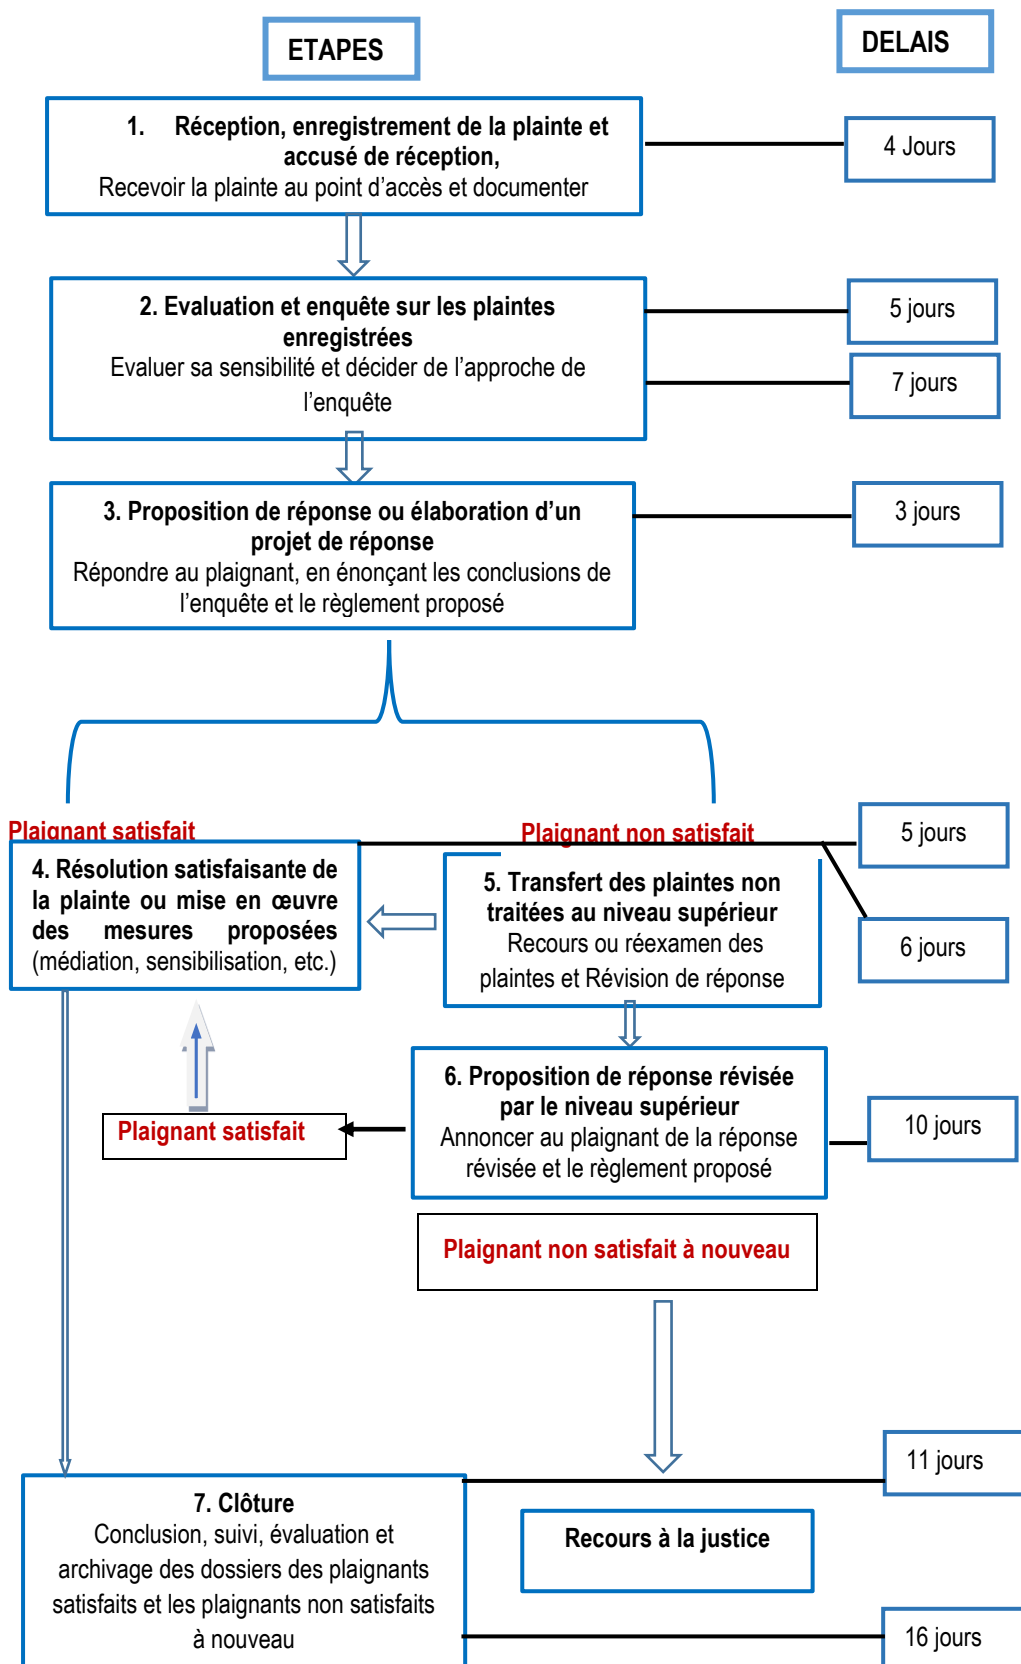 ETAPES
DELAIS
1. Réception, enregistrement de la plainte et
accusé de réception,
Recevoir la plainte au point d’accès et documenter
4 Jours
2. Evaluation et enquête sur les plaintes
enregistrées
Evaluer sa sensibilité et décider de l’approche de
l’enquête
5 jours
7 jours
3. Proposition de réponse ou élaboration d’un
projet de réponse
Répondre au plaignant, en énonçant les conclusions de
l’enquête et le règlement proposé
3 jours
Plaignant satisfait
Plaignant non satisfait
5 jours
4. Résolution satisfaisante de
la plainte ou mise en œuvre
des mesures proposées
(médiation, sensibilisation, etc.)
5. Transfert des plaintes non
traitées au niveau supérieur
Recours ou réexamen des
plaintes et Révision de réponse
6 jours
6. Proposition de réponse révisée
par le niveau supérieur
Annoncer au plaignant de la réponse
révisée et le règlement proposé
10 jours
Plaignant satisfait
Plaignant non satisfait à nouveau
11 jours
7. Clôture
Conclusion, suivi, évaluation et
archivage des dossiers des plaignants
satisfaits et les plaignants non satisfaits
à nouveau
Recours à la justice
16 jours